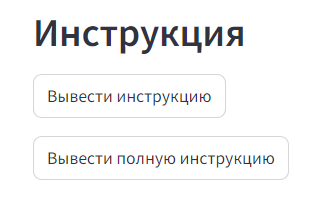 Инструкция
Вывести инструкцию
Вывести полную инструкцию